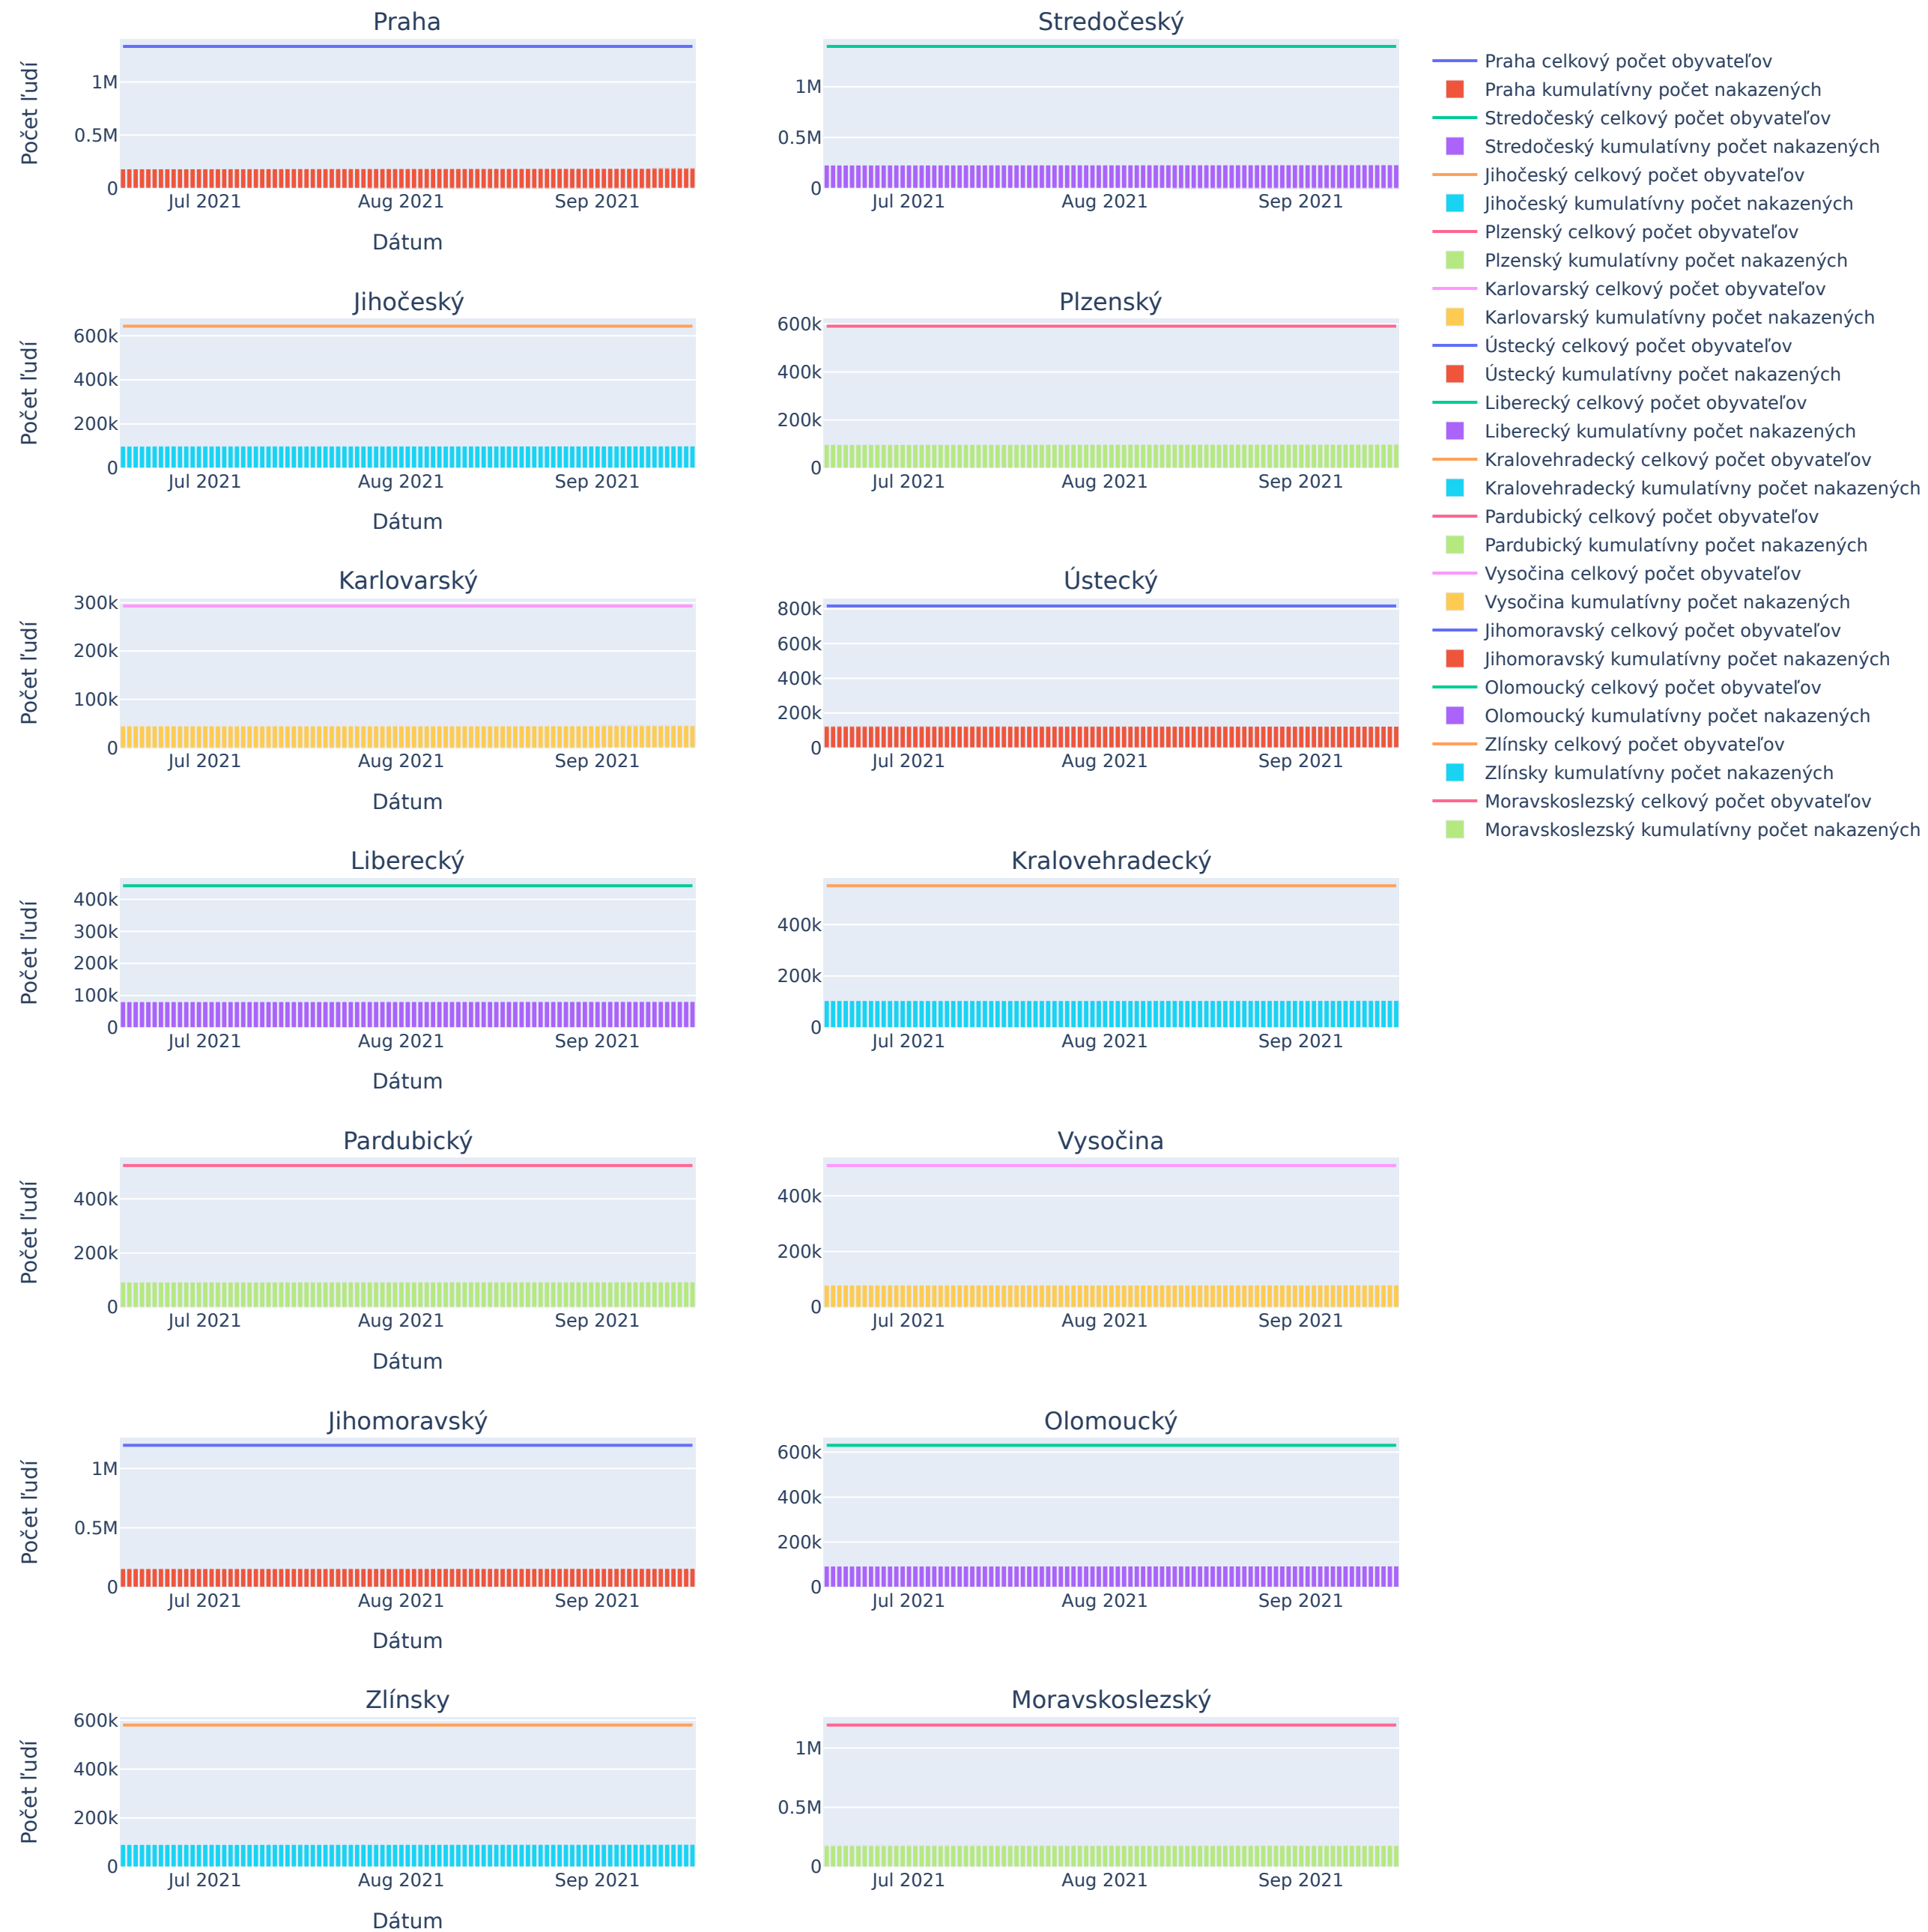 Praha
Počet ľudí
1M
0.5M
0
Jul 2021
Aug 2021
Sep 2021
Dátum
Stredočeský
1M
0.5M
0
Jul 2021
Aug 2021
Sep 2021
Praha celkový počet obyvateľov
Praha kumulatívny počet nakazených
Stredočeský celkový počet obyvateľov
Stredočeský kumulatívny počet nakazených
Jihočeský celkový počet obyvateľov
Jihočeský kumulatívny počet nakazených
Plzenský celkový počet obyvateľov
Plzenský kumulatívny počet nakazených
Karlovarský celkový počet obyvateľov
Karlovarský kumulatívny počet nakazených
Ústecký celkový počet obyvateľov
Ústecký kumulatívny počet nakazených
Liberecký celkový počet obyvateľov
Liberecký kumulatívny počet nakazených
Kralovehradecký celkový počet obyvateľov
Kralovehradecký kumulatívny počet nakazených
Pardubický celkový počet obyvateľov
Pardubický kumulatívny počet nakazených
Vysočina celkový počet obyvateľov
Vysočina kumulatívny počet nakazených
Jihomoravský celkový počet obyvateľov
Jihomoravský kumulatívny počet nakazených
Olomoucký celkový počet obyvateľov
Olomoucký kumulatívny počet nakazených
Zlínsky celkový počet obyvateľov
Zlínsky kumulatívny počet nakazených
Moravskoslezský celkový počet obyvateľov
Moravskoslezský kumulatívny počet nakazených
Jihočeský
Počet ľudí
600k
400k
200k
0
Jul 2021
Aug 2021
Sep 2021
Dátum
Plzenský
600k
400k
200k
0
Jul 2021
Aug 2021
Sep 2021
Karlovarský
Počet ľudí
300k
200k
100k
0
Jul 2021
Aug 2021
Sep 2021
Dátum
Ústecký
800k
600k
400k
200k
0
Jul 2021
Aug 2021
Sep 2021
Liberecký
Počet ľudí
400k
300k
200k
100k
0
Jul 2021
Aug 2021
Sep 2021
Dátum
Kralovehradecký
400k
200k
0
Jul 2021
Aug 2021
Sep 2021
Pardubický
Počet ľudí
400k
200k
0
Jul 2021
Aug 2021
Sep 2021
Dátum
Vysočina
400k
200k
0
Jul 2021
Aug 2021
Sep 2021
Jihomoravský
Počet ľudí
1M
0.5M
0
Jul 2021
Aug 2021
Sep 2021
Dátum
Olomoucký
600k
400k
200k
0
Jul 2021
Aug 2021
Sep 2021
Zlínsky
Počet ľudí
600k
400k
200k
0
Jul 2021
Aug 2021
Sep 2021
Dátum
Moravskoslezský
1M
0.5M
0
Jul 2021
Aug 2021
Sep 2021